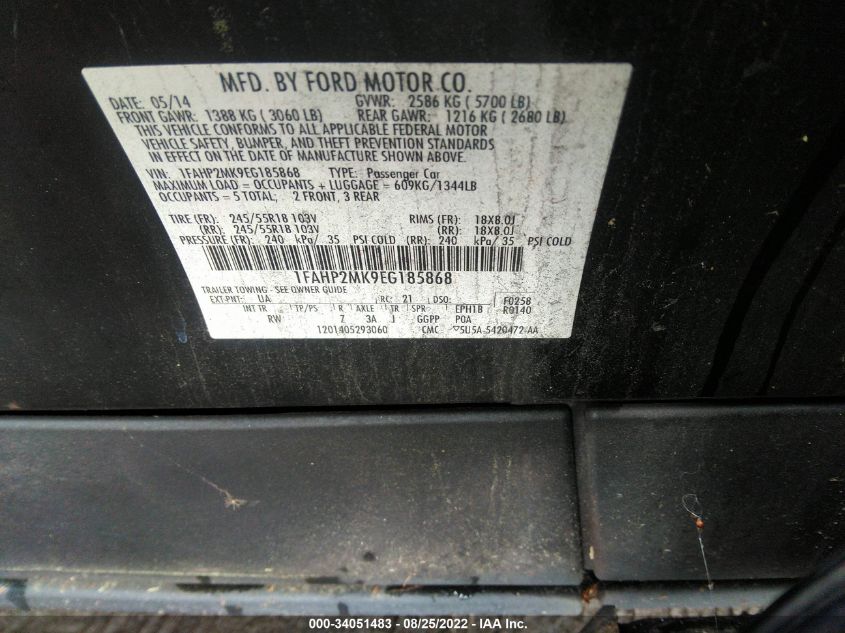 MFD. BY FORD MOTOR CO.
DATE: 05/14 GVWR: 2586 KG ( 5700 LB)
FRONT GAWR: 1388 KG ( 3060 LB) REAR GAWR: 1216 KG ( 2680 LB)
THIS VEHICLE CONFORMS TO ALL APPLICABLE FEDERAL MOTOR
VEHICLE SAFETY, BUMPER, AND THEFT PREVENTION STANDARDS
IN EFFECT ON THE DATE OF MANUFACTURE SHOWN ABOVE.
VIN: 1FAHP2MK9EG185868 TYPE: Passenger Car
MAXIMUM LOAD = OCCUPANTS + LUGGAGE = 609KG/1344LB
OCCUPANTS = 5 TOTAL, 2 FRONT, 3 REAR
TIRE (FR): 245/55R18 103V RIMS (FR): 18X8.0J
(RR): 245/55R18 103V (RR): 18X8.0J
PRESSURE (FR): 240 kPa/ 35 PSI COLD (RR): 240 kPa/ 35 PSI COLD
1FAHP2MK9EG185868
TRAILER TOWING - SEE OWNER GUIDE
EXT PNT: UA RC: 21 DSO: F0258
INT TR TP/PS R AXLE TR SPR EPH1B R0140
RW 7 3A J GGPP P0A
1201405293060 CMC 5U5A-5420472-AA
000-34051483 - 08/25/2022 - IAA Inc.